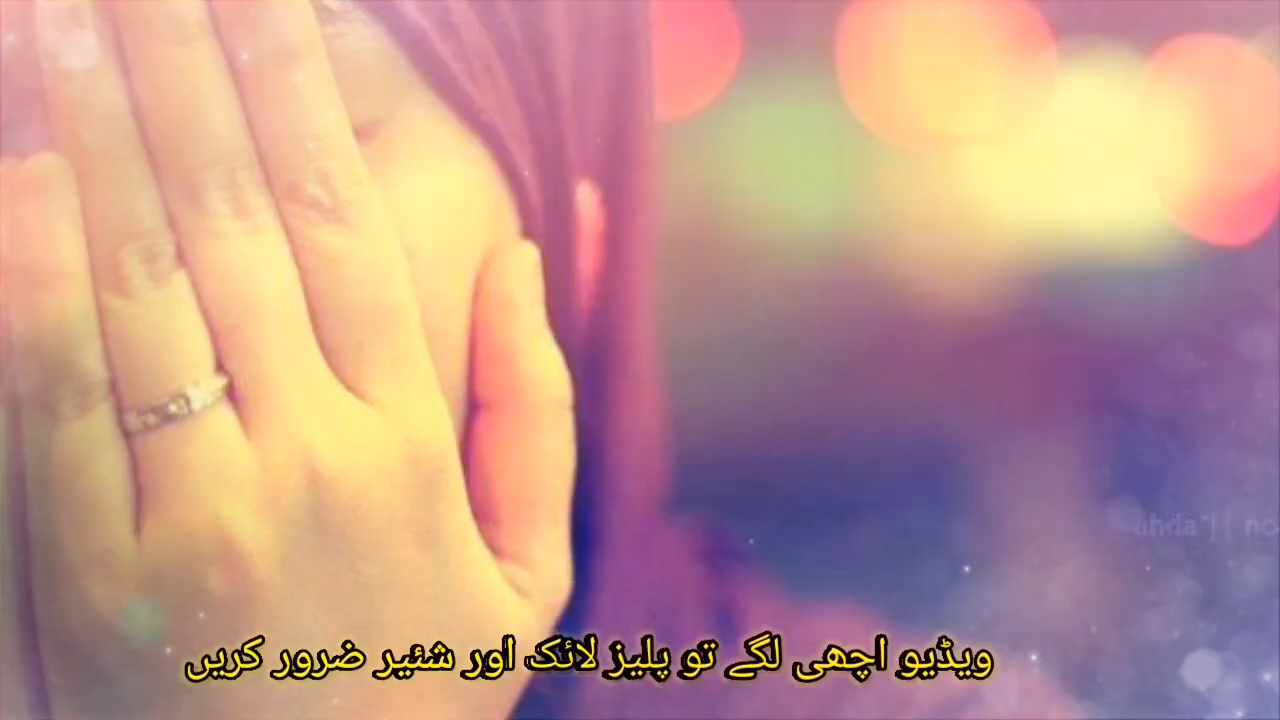 ویڈیو اچھی لگے تو پلیز لائک اور شئیر ضرور کریں